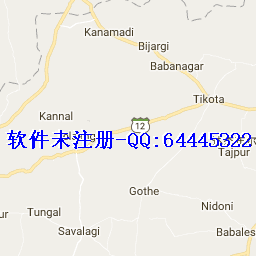 Kanamadi
Bijargi
Babanagar
Tikota
Kannal
12
软件未注册-QQ:64445322
Tajpur
Gothe
Tungal
Nidoni
Savalagi
Babales